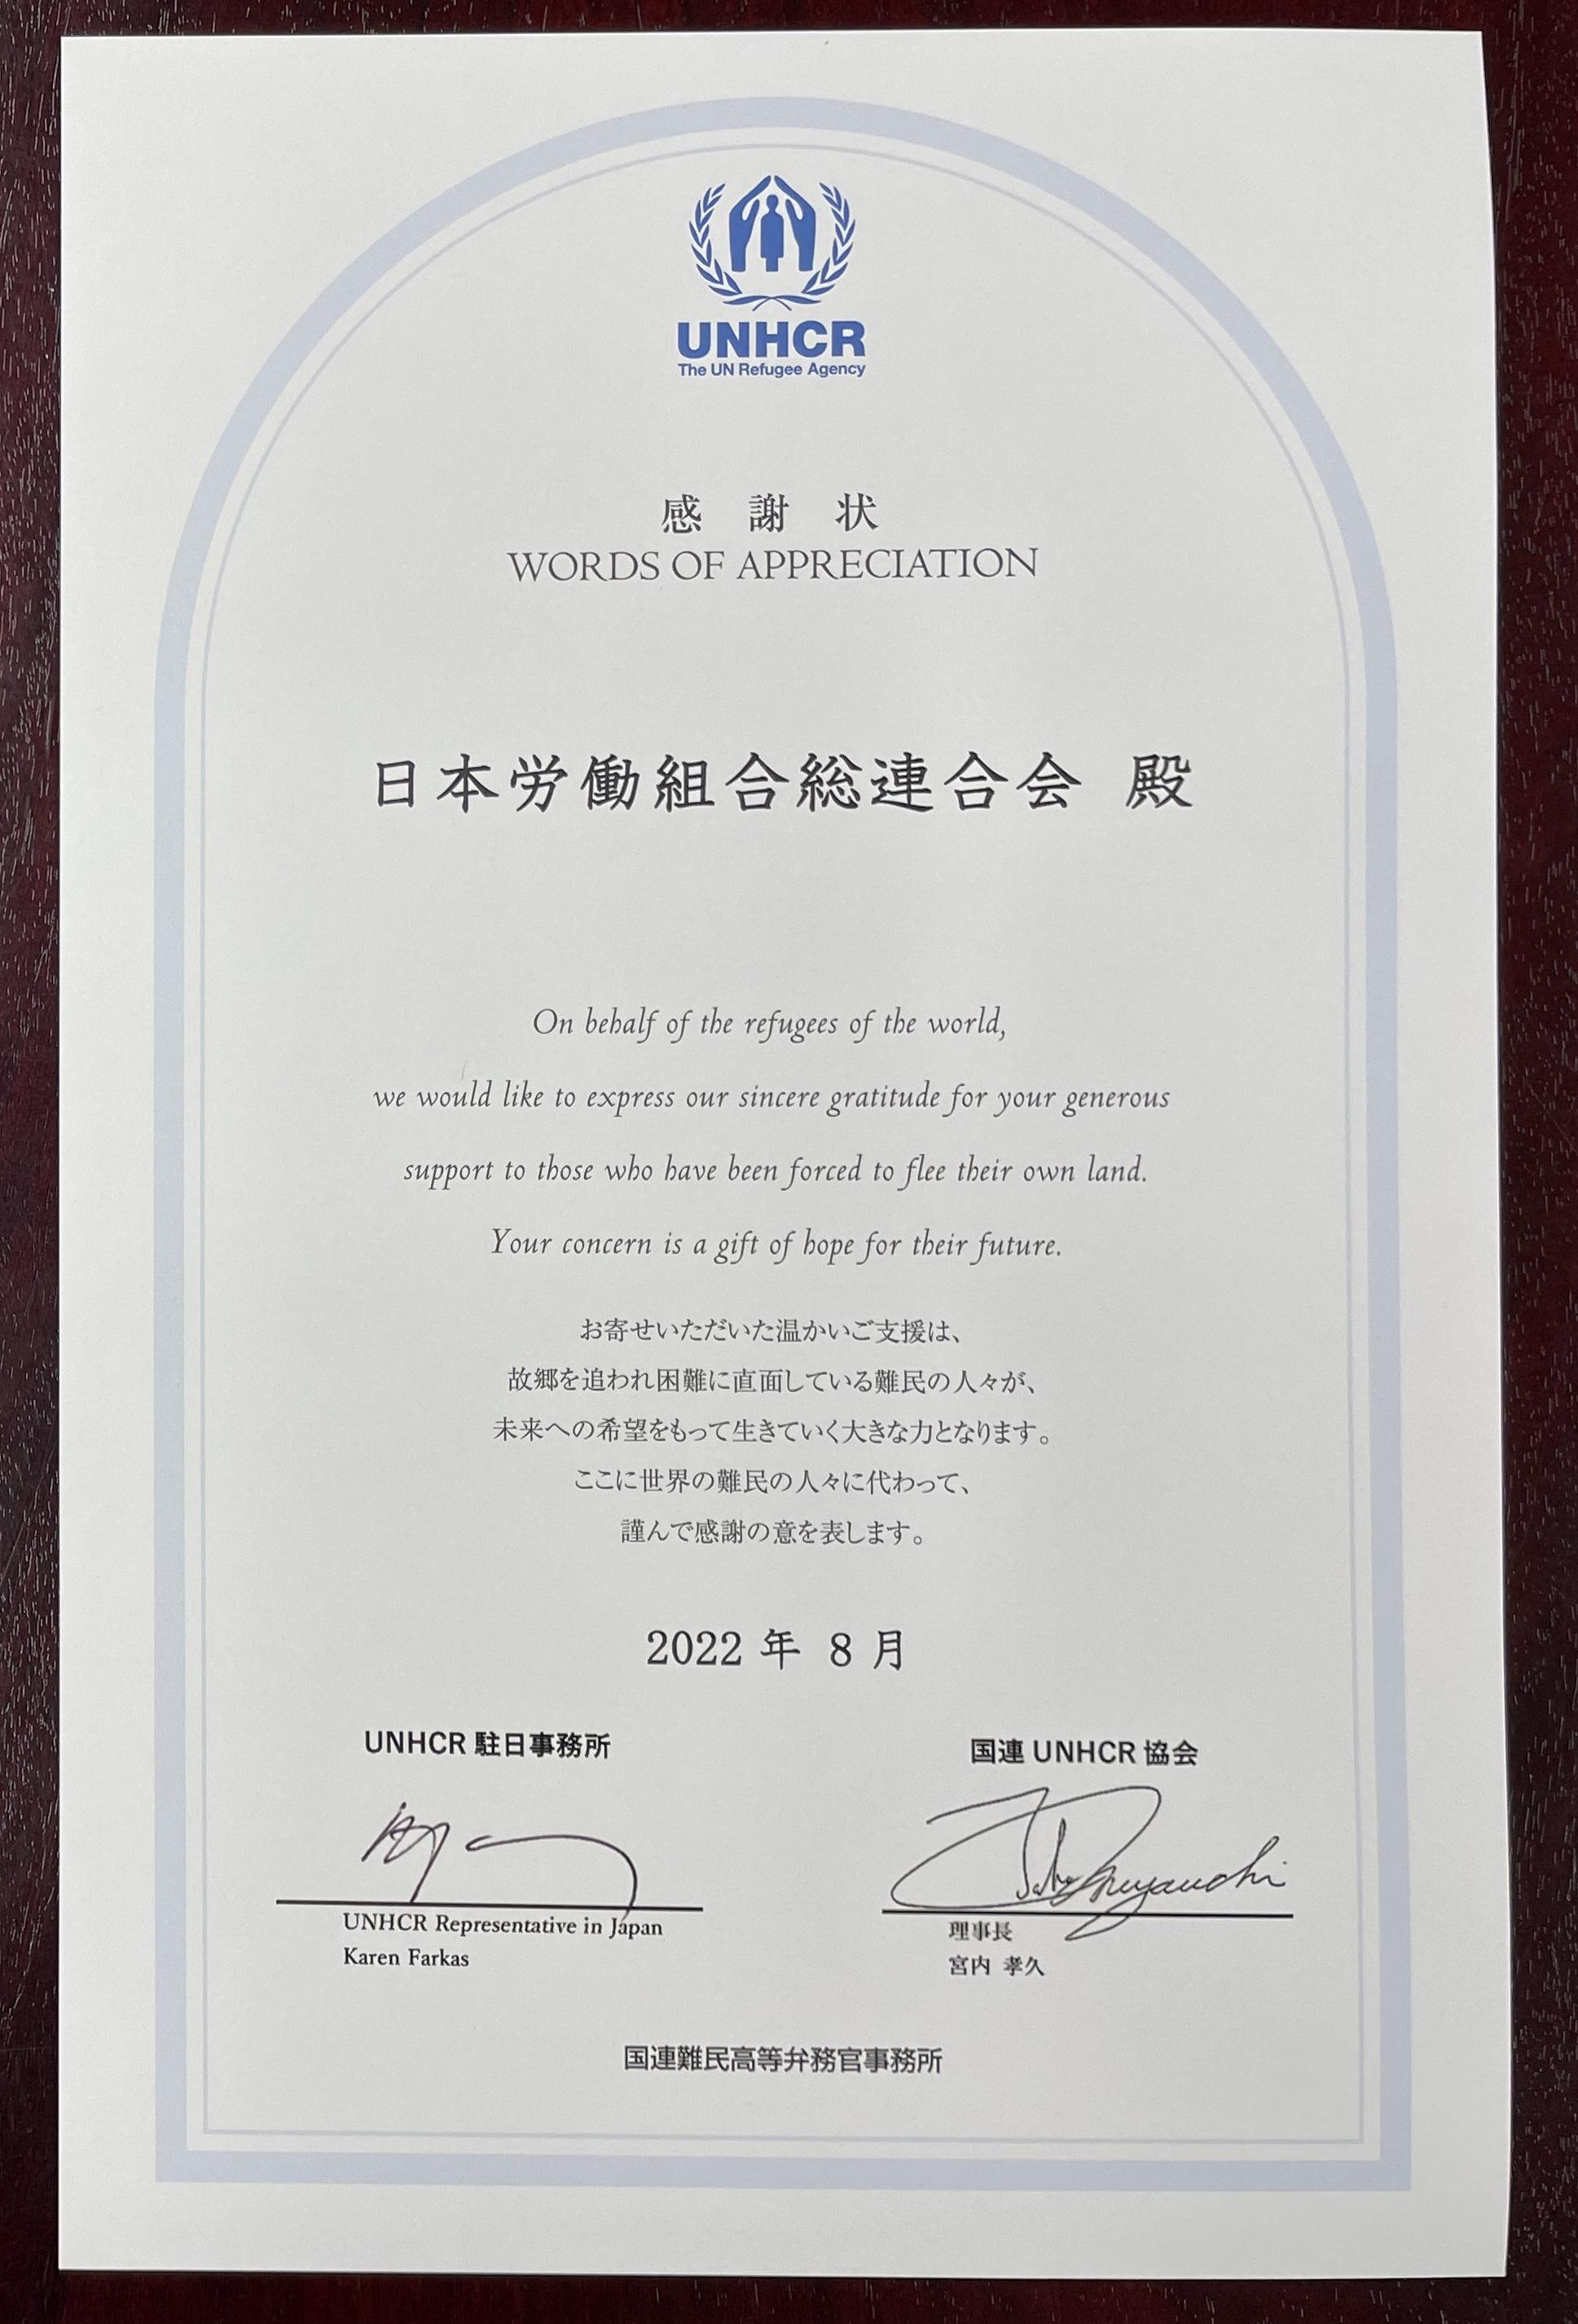 UNHCR
The UN Refugee Agency
感 謝 状
WORDS OF APPRECIATION
日本労働組合総連合会 殿
On behalf of the refugees of the world,
we would like to express our sincere gratitude for your generous
support to those who have been forced to flee their own land.
Your concern is a gift of hope for their future.
お寄せいただいた温かいご支援は、
故郷を追われ困難に直面している難民の人々が、
未来への希望をもって生きていく大きな力となります。
ここに世界の難民の人々に代わって、
謹んで感謝の意を表します。
2022 年 8 月
UNHCR 駐日事務所
国連 UNHCR 協会
UNHCR Representative in Japan
Karen Farkas
理事長
宮内 孝久
国連難民高等弁務官事務所